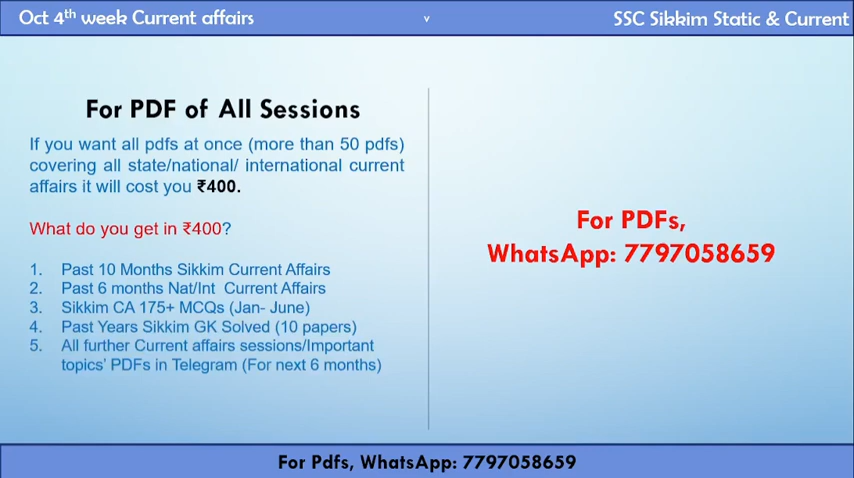 Oct 4th week Current affairs
v
SSC Sikkim Static & Current
For PDF of All Sessions
If you want all pdfs at once (more than 50 pdfs)
covering all state/national/ international current
affairs it will cost you ₹400.
What do you get in ₹400?
1. Past 10 Months Sikkim Current Affairs
2. Past 6 months Nat/Int CA Current Affairs
3. Sikkim CA 175+ MCQs (Jan- June)
4. Past Years Sikkim GK Solved (10 papers)
5. All further Current affairs sessions/Important
topics' PDFs in Telegram (For next 6 months)
For PDFs,
WhatsApp: 7797058659
For Pdfs, WhatsApp: 7797058659